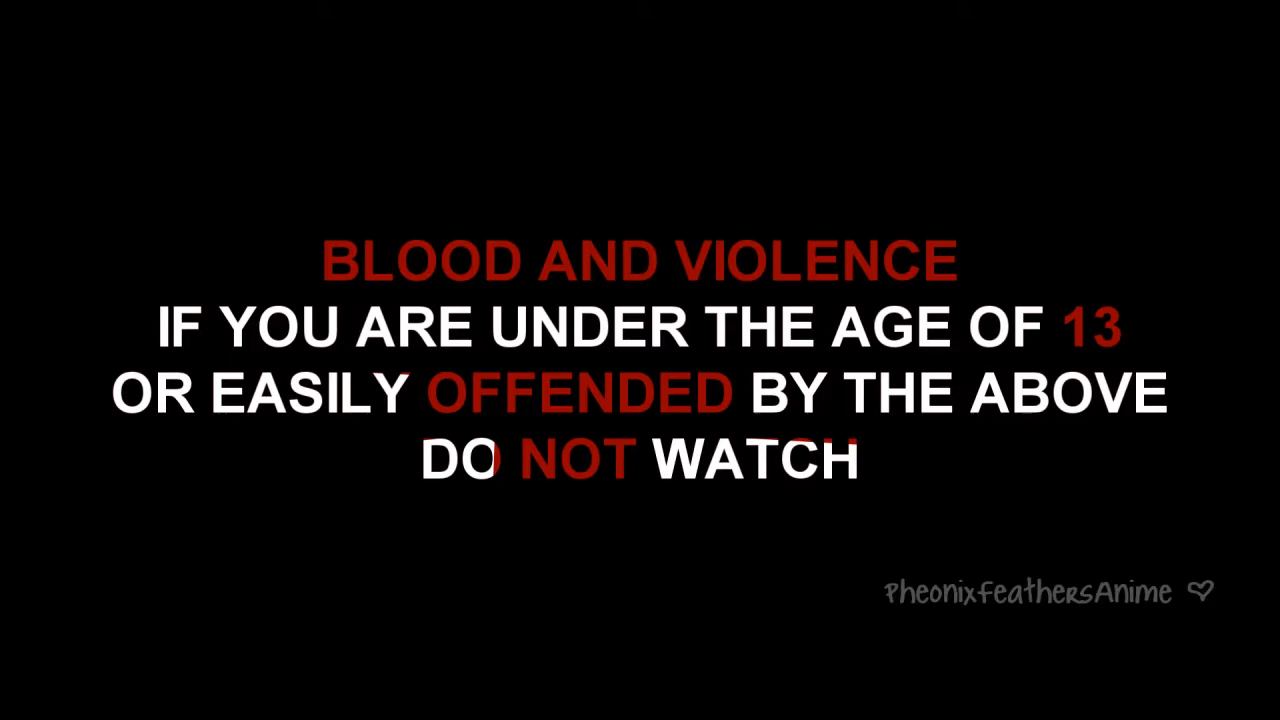 BLOOD AND VIOLENCE
IF YOU ARE UNDER THE AGE OF 13
OR EASILY OFFENDED BY THE ABOVE
DO NOT WATCH
PheonixFeathersAnime ♡